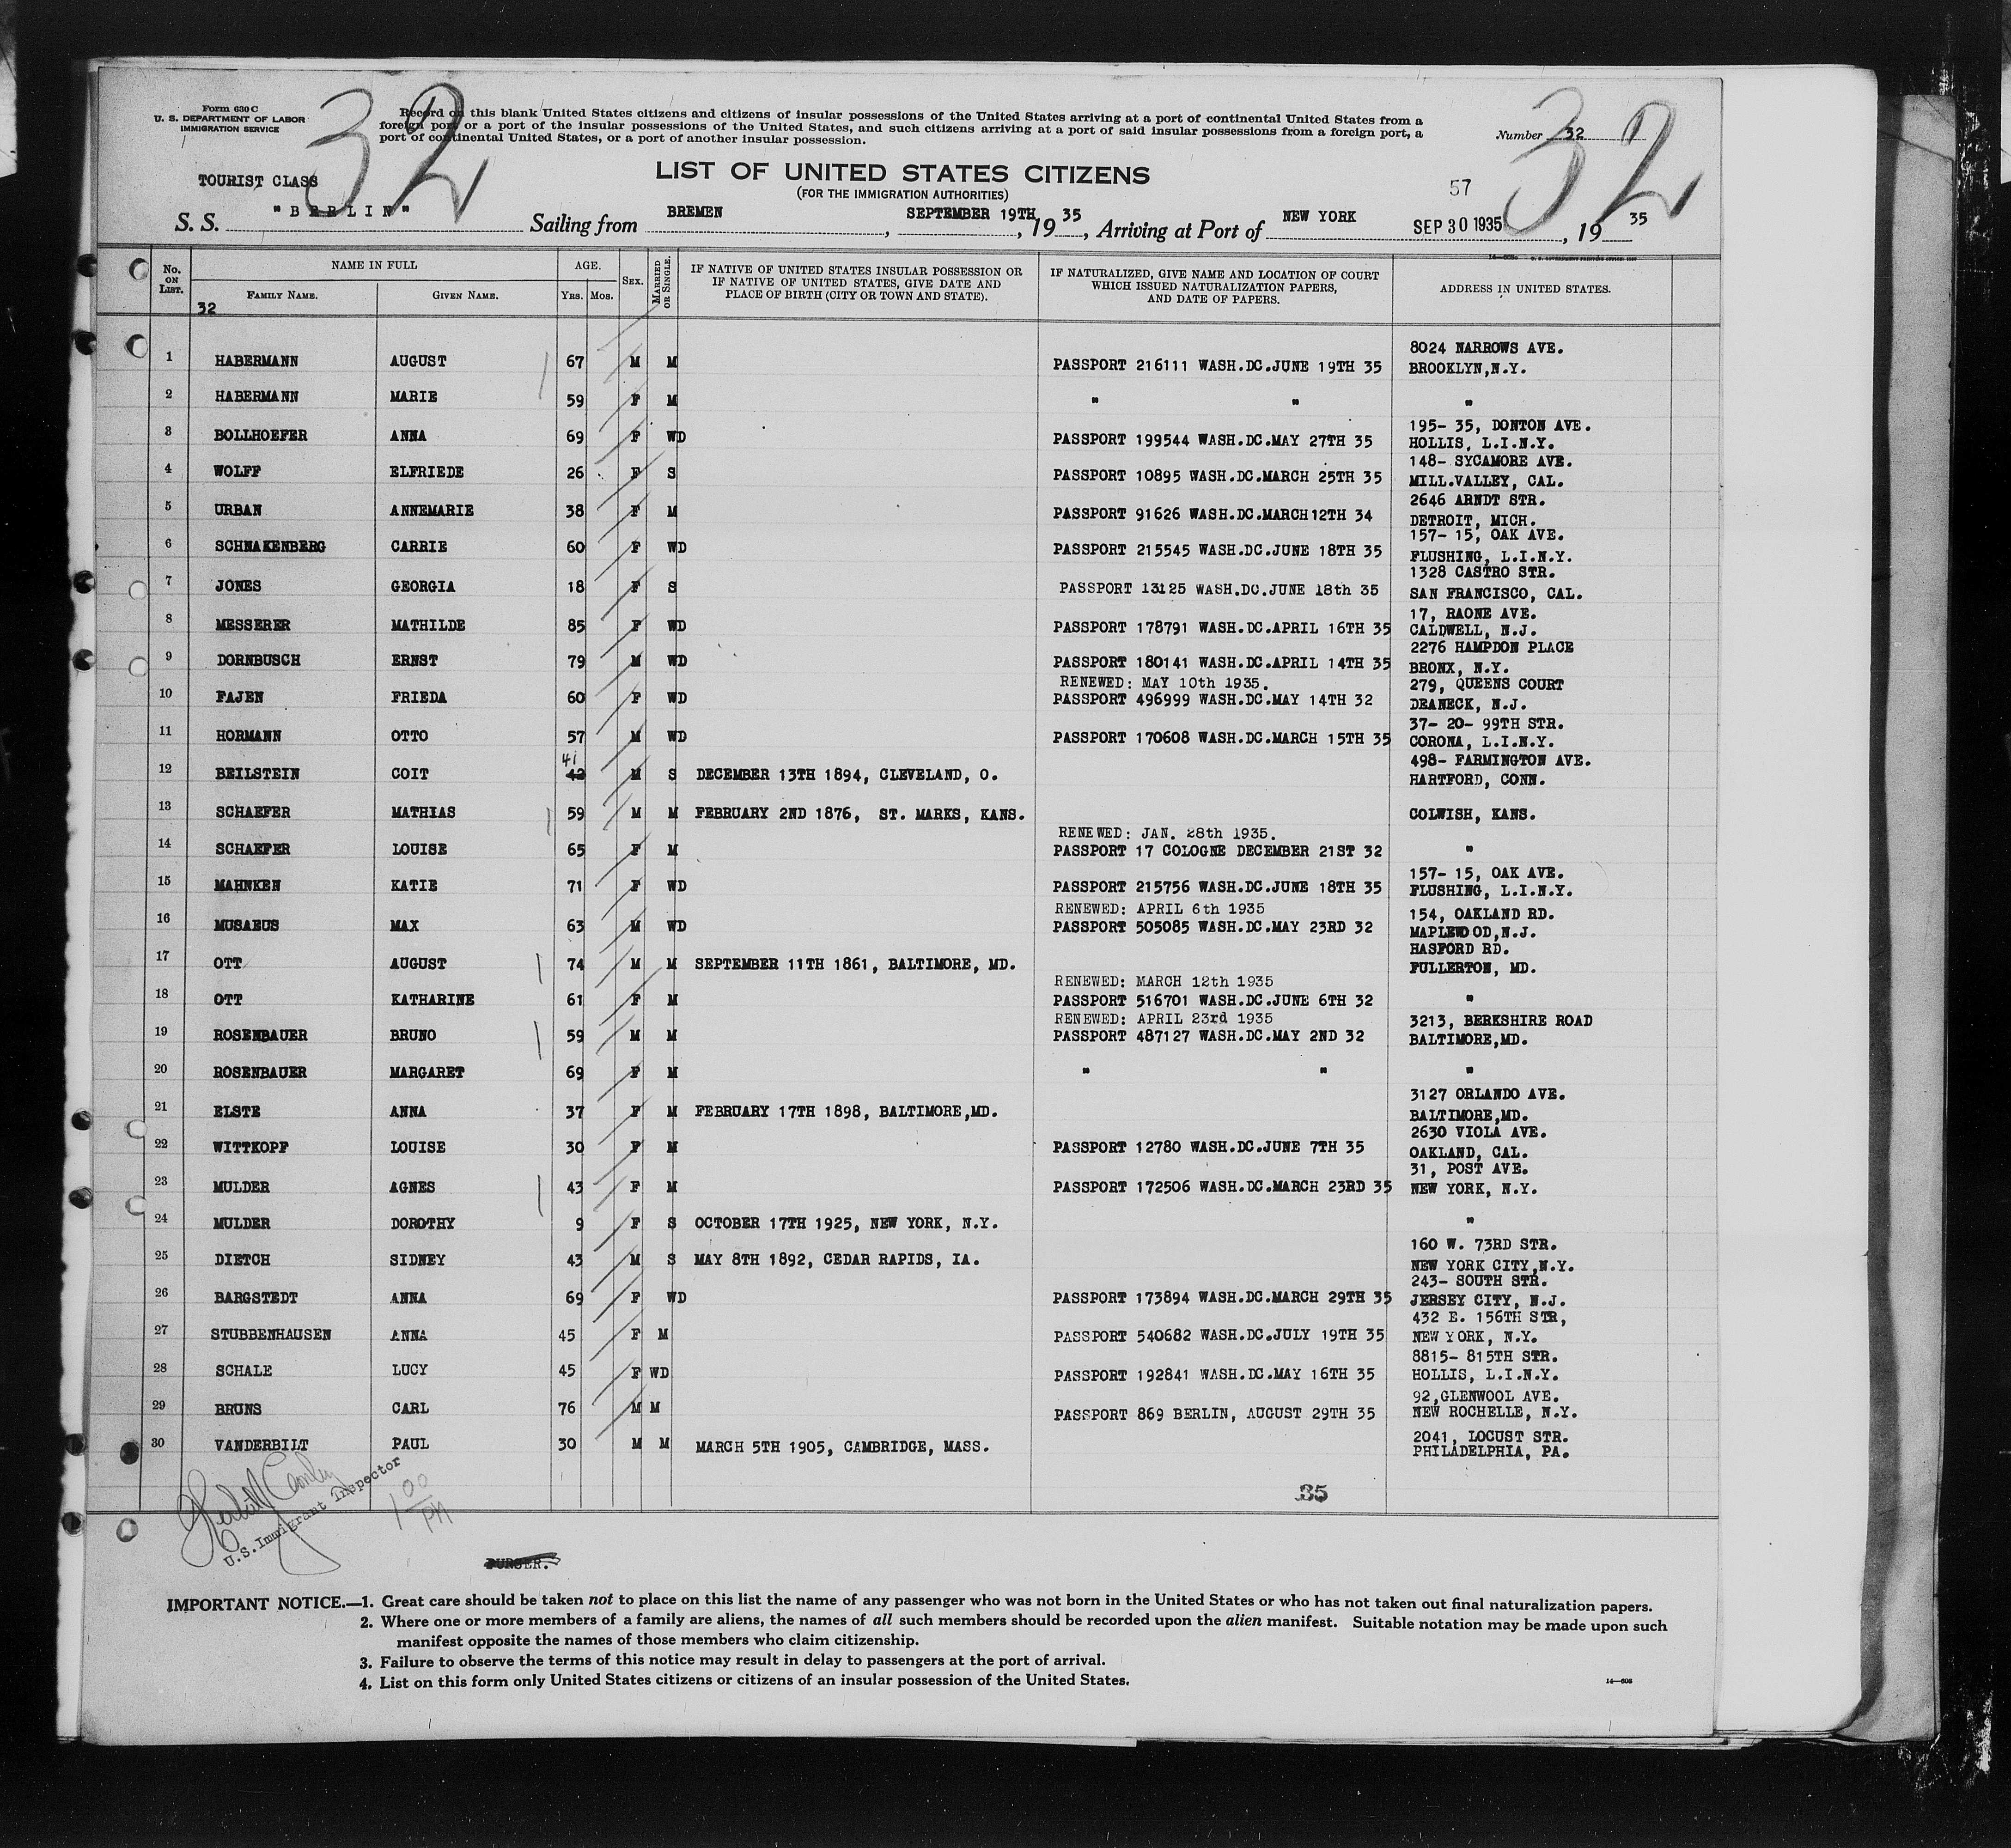 Form 630 C
U. S. DEPARTMENT OF LABOR
IMMIGRATION SERVICE
32
Record on this blank United States citizens and citizens of insular possessions of the United States arriving at a port of continental United States from a
foreign port or a port of the insular possessions of the United States, and such citizens arriving at a port of said insular possessions from a foreign port, a
port of continental United States, or a port of another insular possession.
Number 32
32
TOURIST CLASS
LIST OF UNITED STATES CITIZENS
(FOR THE IMMIGRATION AUTHORITIES)
57
S. S. "BERLIN" Sailing from BREMEN, SEPTEMBER 19TH, 19 35, Arriving at Port of NEW YORK SEP 30 1935, 19 35
No. ON LIST. NAME IN FULL AGE. SEX. MARRIED OR SINGLE. IF NATIVE OF UNITED STATES INSULAR POSSESSION OR IF NATIVE OF UNITED STATES, GIVE DATE AND PLACE OF BIRTH (CITY OR TOWN AND STATE). IF NATURALIZED, GIVE NAME AND LOCATION OF COURT WHICH ISSUED NATURALIZATION PAPERS, AND DATE OF PAPERS. ADDRESS IN UNITED STATES.
FAMILY NAME. GIVEN NAME. YRS. MOS.
32
1 HABERMANN AUGUST 67 M M PASSPORT 216111 WASH.DC.JUNE 19TH 35 8024 NARROWS AVE. BROOKLYN,N.Y.
2 HABERMANN MARIE 59 F M " " "
3 BOLLHOEFER ANNA 69 F WD PASSPORT 199544 WASH.DC.MAY 27TH 35 195- 35, DONTON AVE. HOLLIS, L.I.N.Y.
4 WOLFF ELFRIEDE 26 F S PASSPORT 10895 WASH.DC.MARCH 25TH 35 148- SYCAMORE AVE. MILL.VALLEY, CAL.
5 URBAN ANNEMARIE 38 F M PASSPORT 91626 WASH.DC.MARCH12TH 34 2646 ARNDT STR. DETROIT, MICH.
6 SCHNAKENBERG CARRIE 60 F WD PASSPORT 215545 WASH.DC.JUNE 18TH 35 157- 15, OAK AVE. FLUSHING, L.I.N.Y.
7 JONES GEORGIA 18 F S PASSPORT 13125 WASH.DC.JUNE 18th 35 1328 CASTRO STR. SAN FRANCISCO, CAL.
8 MESSERER MATHILDE 85 F WD PASSPORT 178791 WASH.DC.APRIL 16TH 35 17, RAONE AVE. CALDWELL, N.J.
9 DORNBUSCH ERNST 79 M WD PASSPORT 180141 WASH.DC.APRIL 14TH 35 2276 HAMPDON PLACE BRONX, N.Y.
10 FAJEN FRIEDA 60 F WD RENEWED: MAY 10th 1935. PASSPORT 496999 WASH.DC.MAY 14TH 32 279, QUEENS COURT DEANECK, N.J.
11 HORMANN OTTO 57 M WD PASSPORT 170608 WASH.DC.MARCH 15TH 35 37- 20- 99TH STR. CORONA, L.I.N.Y.
12 BEILSTEIN COIT 41 42 M S DECEMBER 13TH 1894, CLEVELAND, O. 498- FARMINGTON AVE. HARTFORD, CONN.
13 SCHAEFER MATHIAS 59 M M FEBRUARY 2ND 1876, ST. MARKS, KANS. COLWISH, KANS.
14 SCHAEFER LOUISE 65 F M RENEWED: JAN. 28th 1935. PASSPORT 17 COLOGNE DECEMBER 21ST 32 "
15 MAHNKEN KATIE 71 F WD PASSPORT 215756 WASH.DC.JUNE 18TH 35 157- 15, OAK AVE. FLUSHING, L.I.N.Y.
16 MUSAEUS MAX 63 M WD RENEWED: APRIL 6th 1935 PASSPORT 505085 WASH.DC.MAY 23RD 32 154, OAKLAND RD. MAPLEWOOD,N.J.
17 OTT AUGUST 74 M M SEPTEMBER 11TH 1861, BALTIMORE, MD. HASFORD RD. FULLERTON, MD.
18 OTT KATHARINE 61 F M RENEWED: MARCH 12th 1935 PASSPORT 516701 WASH.DC.JUNE 6TH 32 "
19 ROSENBAUER BRUNO 59 M M RENEWED: APRIL 23rd 1935 PASSPORT 487127 WASH.DC.MAY 2ND 32 3213, BERKSHIRE ROAD BALTIMORE,MD.
20 ROSENBAUER MARGARET 69 F M " " "
21 ELSTE ANNA 37 F M FEBRUARY 17TH 1898, BALTIMORE,MD. 3127 ORLANDO AVE. BALTIMORE,MD.
22 WITTKOPF LOUISE 30 F M PASSPORT 12780 WASH.DC.JUNE 7TH 35 2630 VIOLA AVE. OAKLAND, CAL.
23 MULDER AGNES 43 F M PASSPORT 172506 WASH.DC.MARCH 23RD 35 31, POST AVE. NEW YORK, N.Y.
24 MULDER DOROTHY 9 F S OCTOBER 17TH 1925, NEW YORK, N.Y. "
25 DIETCH SIDNEY 43 M S MAY 8TH 1892, CEDAR RAPIDS, IA. 160 W. 73RD STR. NEW YORK CITY,N.Y.
26 BARGSTEDT ANNA 69 F WD PASSPORT 173894 WASH.DC.MARCH 29TH 35 243- SOUTH STR. JERSEY CITY, N.J.
27 STUBBENHAUSEN ANNA 45 F M PASSPORT 540682 WASH.DC.JULY 19TH 35 432 E. 156TH STR, NEW YORK, N.Y.
28 SCHALE LUCY 45 F WD PASSPORT 192841 WASH.DC.MAY 16TH 35 8815- 815TH STR. HOLLIS, L.I.N.Y.
29 BRUNS CARL 76 M M PASSPORT 869 BERLIN, AUGUST 29TH 35 92,GLENWOOL AVE. NEW ROCHELLE, N.Y.
30 VANDERBILT PAUL 30 M M MARCH 5TH 1905, CAMBRIDGE, MASS. 2041, LOCUST STR. PHILADELPHIA, PA.
35
U.S.Immigrant Inspector
1 00 PM
PURSER.
IMPORTANT NOTICE.—1. Great care should be taken not to place on this list the name of any passenger who was not born in the United States or who has not taken out final naturalization papers.
2. Where one or more members of a family are aliens, the names of all such members should be recorded upon the alien manifest. Suitable notation may be made upon such
manifest opposite the names of those members who claim citizenship.
3. Failure to observe the terms of this notice may result in delay to passengers at the port of arrival.
4. List on this form only United States citizens or citizens of an insular possession of the United States.